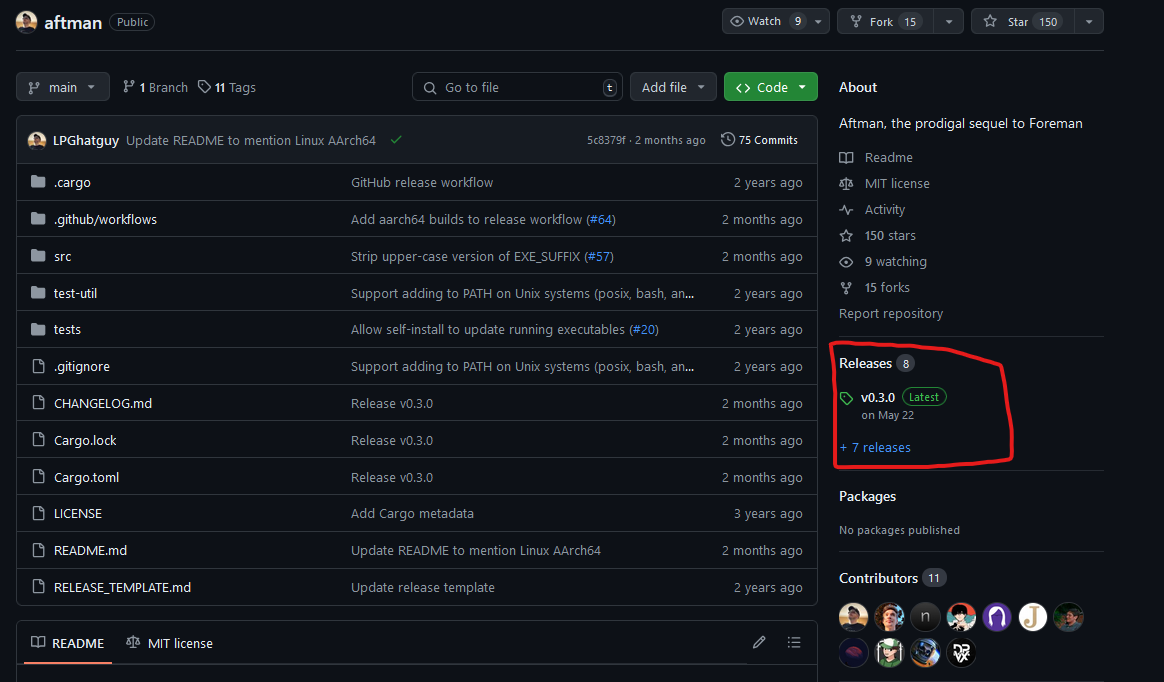 aftman Public Watch 9 Fork 15 Star 150
main 1 Branch 11 Tags Go to file t Add file Code
LPGhatguy Update README to mention Linux AArch64 5c8379f · 2 months ago 75 Commits
.cargo GitHub release workflow 2 years ago
.github/workflows Add aarch64 builds to release workflow (#64) 2 months ago
src Strip upper-case version of EXE_SUFFIX (#57) 2 months ago
test-util Support adding to PATH on Unix systems (posix, bash, an... 2 years ago
tests Allow self-install to update running executables (#20) 2 years ago
.gitignore Support adding to PATH on Unix systems (posix, bash, an... 2 years ago
CHANGELOG.md Release v0.3.0 2 months ago
Cargo.lock Release v0.3.0 2 months ago
Cargo.toml Release v0.3.0 2 months ago
LICENSE Add Cargo metadata 3 years ago
README.md Update README to mention Linux AArch64 2 months ago
RELEASE_TEMPLATE.md Update release template 2 years ago
README MIT license
About
Aftman, the prodigal sequel to Foreman
Readme
MIT license
Activity
150 stars
9 watching
15 forks
Report repository
Releases 8
v0.3.0 Latest
on May 22
+ 7 releases
Packages
No packages published
Contributors 11
n
J
DPVX